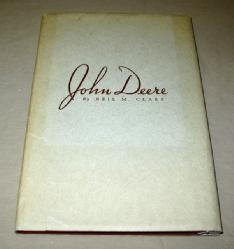 John Deere
By NEIL M. CLARK